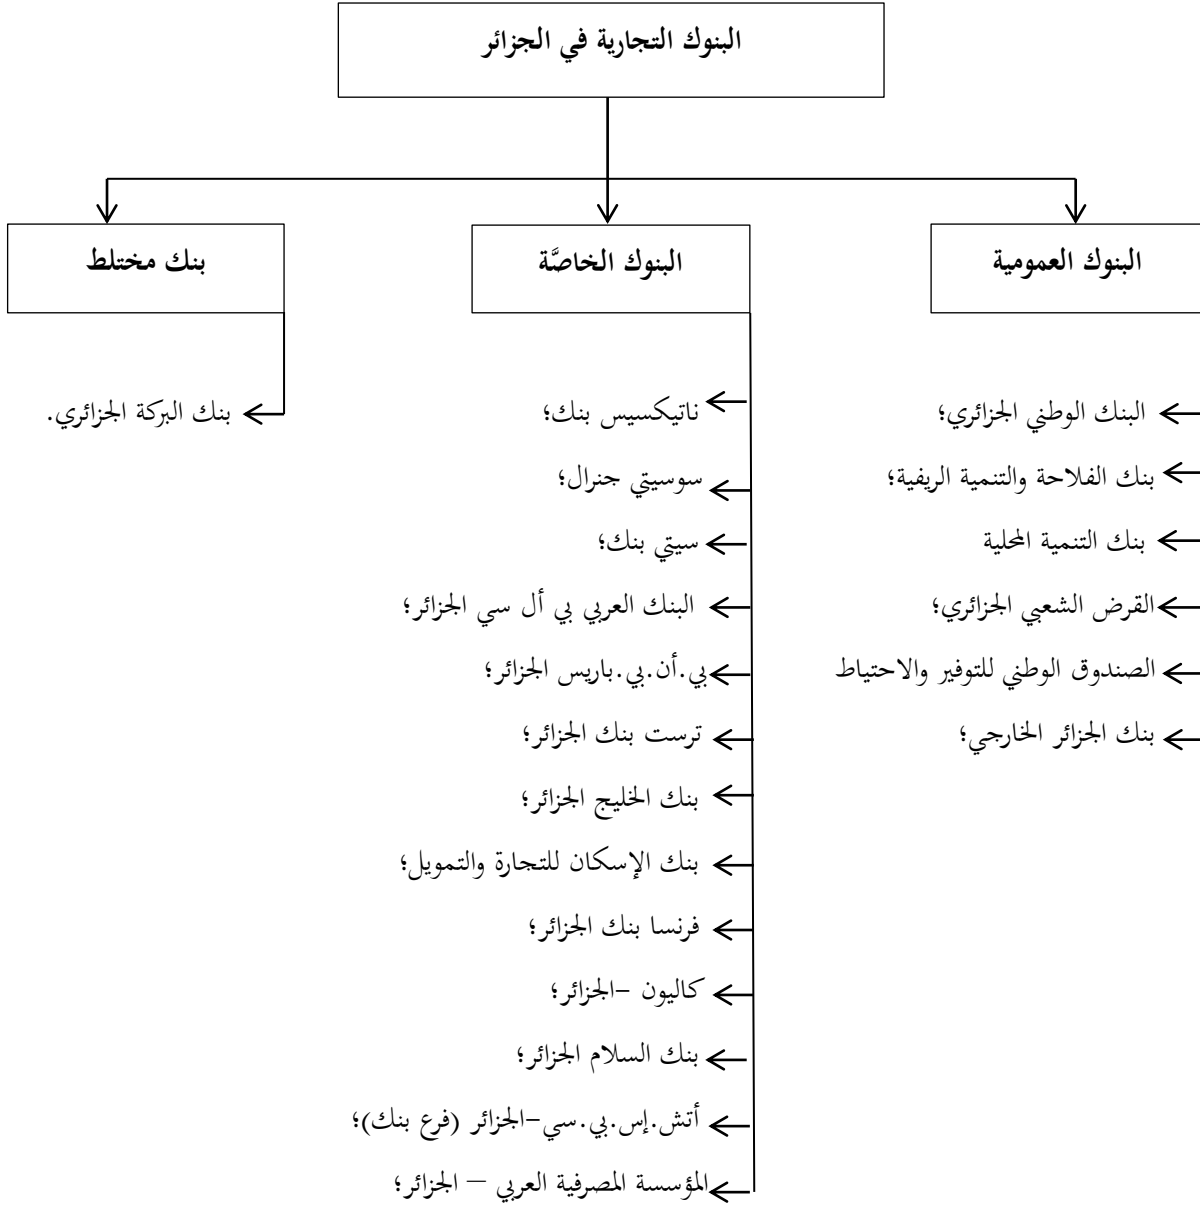 البنوك التجارية في الجزائر
البنوك العمومية
البنك الوطني الجزائري؛
بنك الفلاحة والتنمية الريفية؛
بنك التنمية المحلية
القرض الشعبي الجزائري؛
الصندوق الوطني للتوفير والاحتياط
بنك الجزائر الخارجي؛
البنوك الخاصَّة
ناتيكسيس بنك؛
سوسيتي جنرال؛
سيتي بنك؛
البنك العربي بي أل سي الجزائر؛
بي.أن.بي.باريس الجزائر؛
ترست بنك الجزائر؛
بنك الخليج الجزائر؛
بنك الإسكان للتجارة والتمويل؛
فرنسا بنك الجزائر؛
كاليون –الجزائر؛
بنك السلام الجزائر؛
أتش.إس.بي.سي–الجزائر (فرع بنك)؛
المؤسسة المصرفية العربي – الجزائر؛
بنك مختلط
بنك البركة الجزائري.